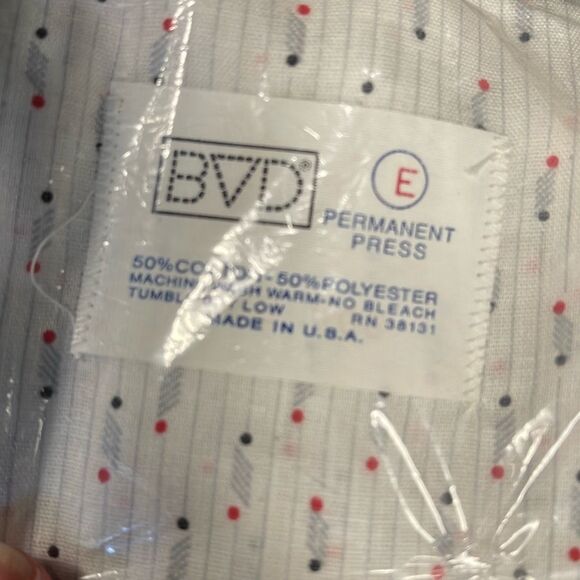 BVD®
E
PERMANENT
PRESS
50% COTTON-50% POLYESTER
MACHINE WASH WARM-NO BLEACH
TUMBLE DRY LOW RN 38131
MADE IN U.S.A.